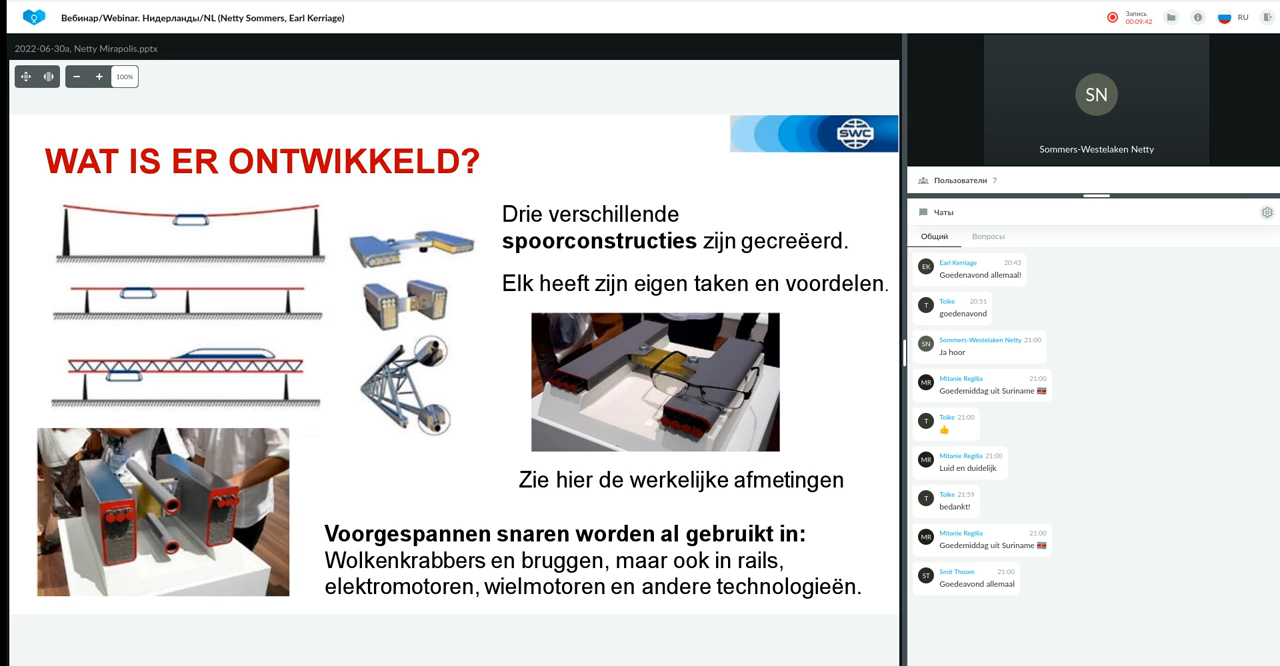 Вебинар/Webinar. Нидерланды/NL (Netty Sommers, Earl Kerriage)
Запись
00:09:42
RU
2022-06-30a, Netty Mirapolis.pptx
100%
SWC
WAT IS ER ONTWIKKELD?
Drie verschillende
spoorconstructies zijn gecreëerd.
Elk heeft zijn eigen taken en voordelen.
Zie hier de werkelijke afmetingen
Voorgespannen snaren worden al gebruikt in:
Wolkenkrabbers en bruggen, maar ook in rails,
elektromotoren, wielmotoren en andere technologieën.
SN
Sommers-Westelaken Netty
Пользователи 7
Чаты
Общий Вопросы
EK Earl Kerriage 20:43
Goedenavond allemaal!
T Toike 20:51
goedenavond
SN Sommers-Westelaken Netty 21:00
Ja hoor
MR Mitanie Regilla 21:00
Goedemiddag uit Suriname 🇸🇷
T Toike 21:00
👍
MR Mitanie Regilla 21:00
Luid en duidelijk
T Toike 21:59
bedankt!
MR Mitanie Regilla 21:00
Goedemiddag uit Suriname 🇸🇷
ST Smit Thoom 21:00
Goedeavond allemaal